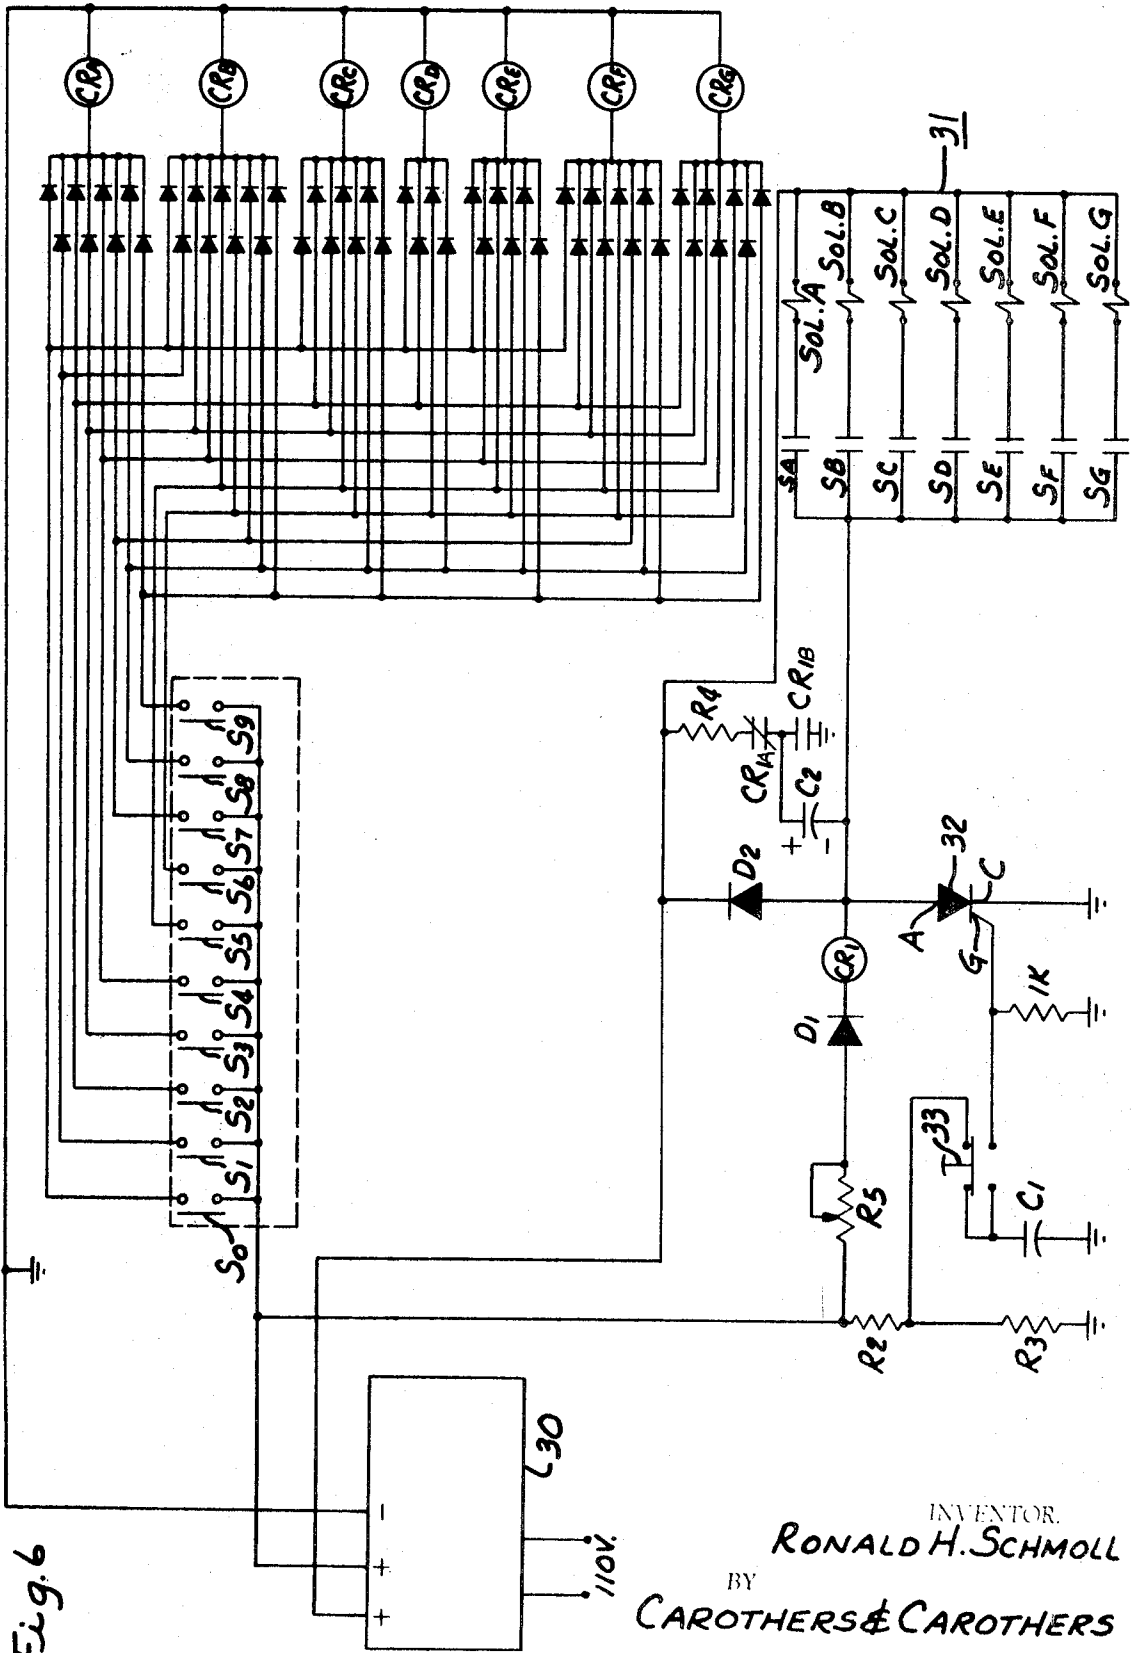 Fig. 6
CRA
CRB
CRC
CRD
CRE
CRF
CRG
31
SOL.A
SOL.B
SOL.C
SOL.D
SOL.E
SOL.F
SOL.G
SA
SB
SC
SD
SE
SF
SG
S0
S1
S2
S3
S4
S5
S6
S7
S8
S9
R4
CR1A
CR1B
C2
+
-
D2
32
A
C
G
CR1
D1
1K
33
C1
R5
R2
R3
-
+
+
30
110V.
INVENTOR.
RONALD H. SCHMOLL
BY
CAROTHERS & CAROTHERS